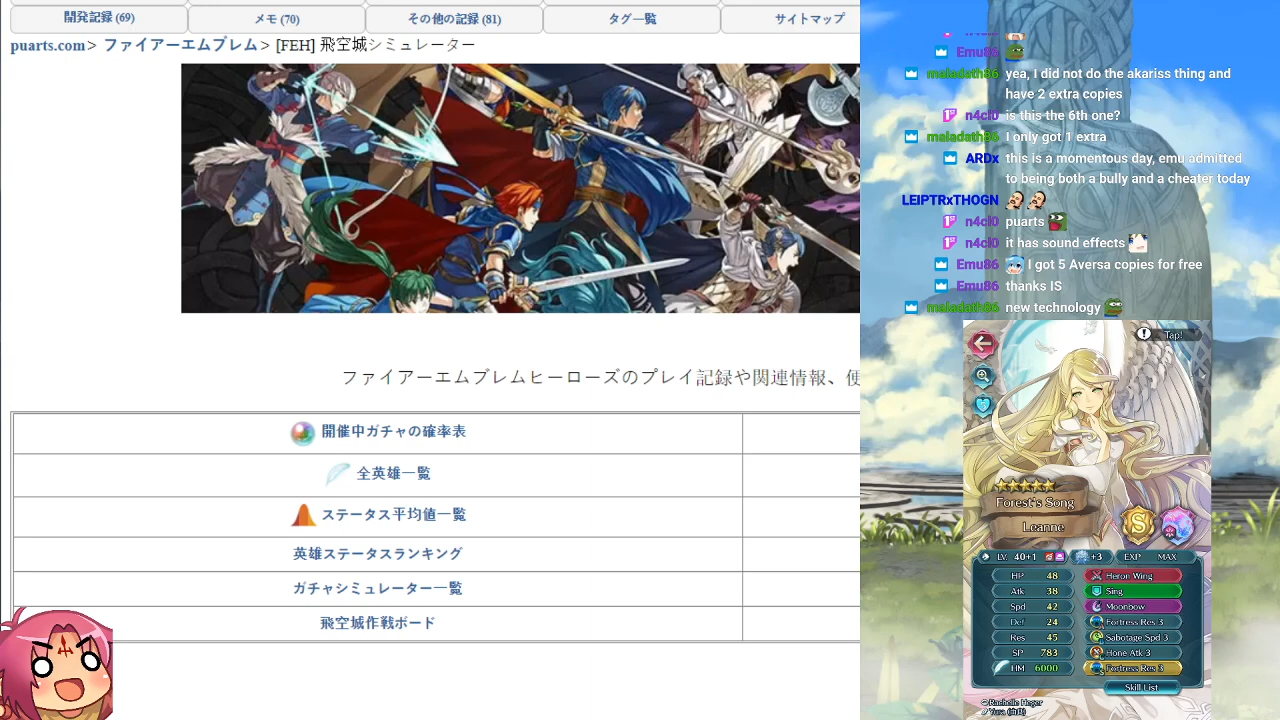 開発記録 (69)
メモ (70)
その他の記録 (81)
タグ一覧
サイトマップ
puarts.com> ファイアーエムブレム> [FEH] 飛空城シミュレーター
ファイアーエムブレムヒーローズのプレイ記録や関連情報、便
開催中ガチャの確率表
全英雄一覧
ステータス平均値一覧
英雄ステータスランキング
ガチャシミュレーター一覧
飛空城作戦ボード
Emu86
maladath86 yea, I did not do the akariss thing and
have 2 extra copies
n4cl0 is this the 6th one?
maladath86 I only got 1 extra
ARDx this is a momentous day, emu admitted
to being both a bully and a cheater today
LEIPTRxTHOGN
n4cl0 puarts
n4cl0 it has sound effects
Emu86 I got 5 Aversa copies for free
Emu86 thanks IS
maladath86 new technology
Tap!
Forest's Song
Leanne
LV. 40+1 +3 EXP MAX
HP 48 Heron Wing
Atk 38 Sing
Spd 42 Moonbow
Def 24 Fortress Res 3
Res 45 Sabotage Spd 3
SP 783 Hone Atk 3
HM 6000 Fortress Res 3
Skill List
Rachelle Heger